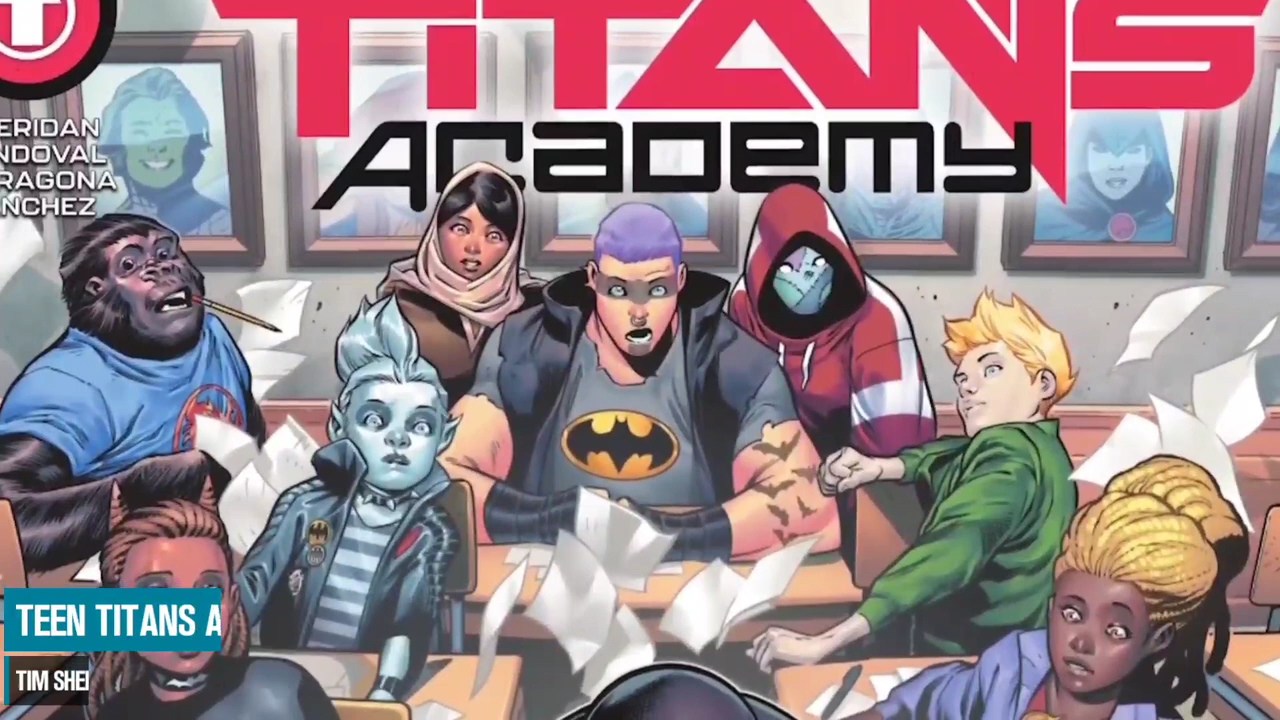 TITANS
ACADEMY
ERIDAN
NDOVAL
RAGONA
NCHEZ
TEEN TITANS A
TIM SHE